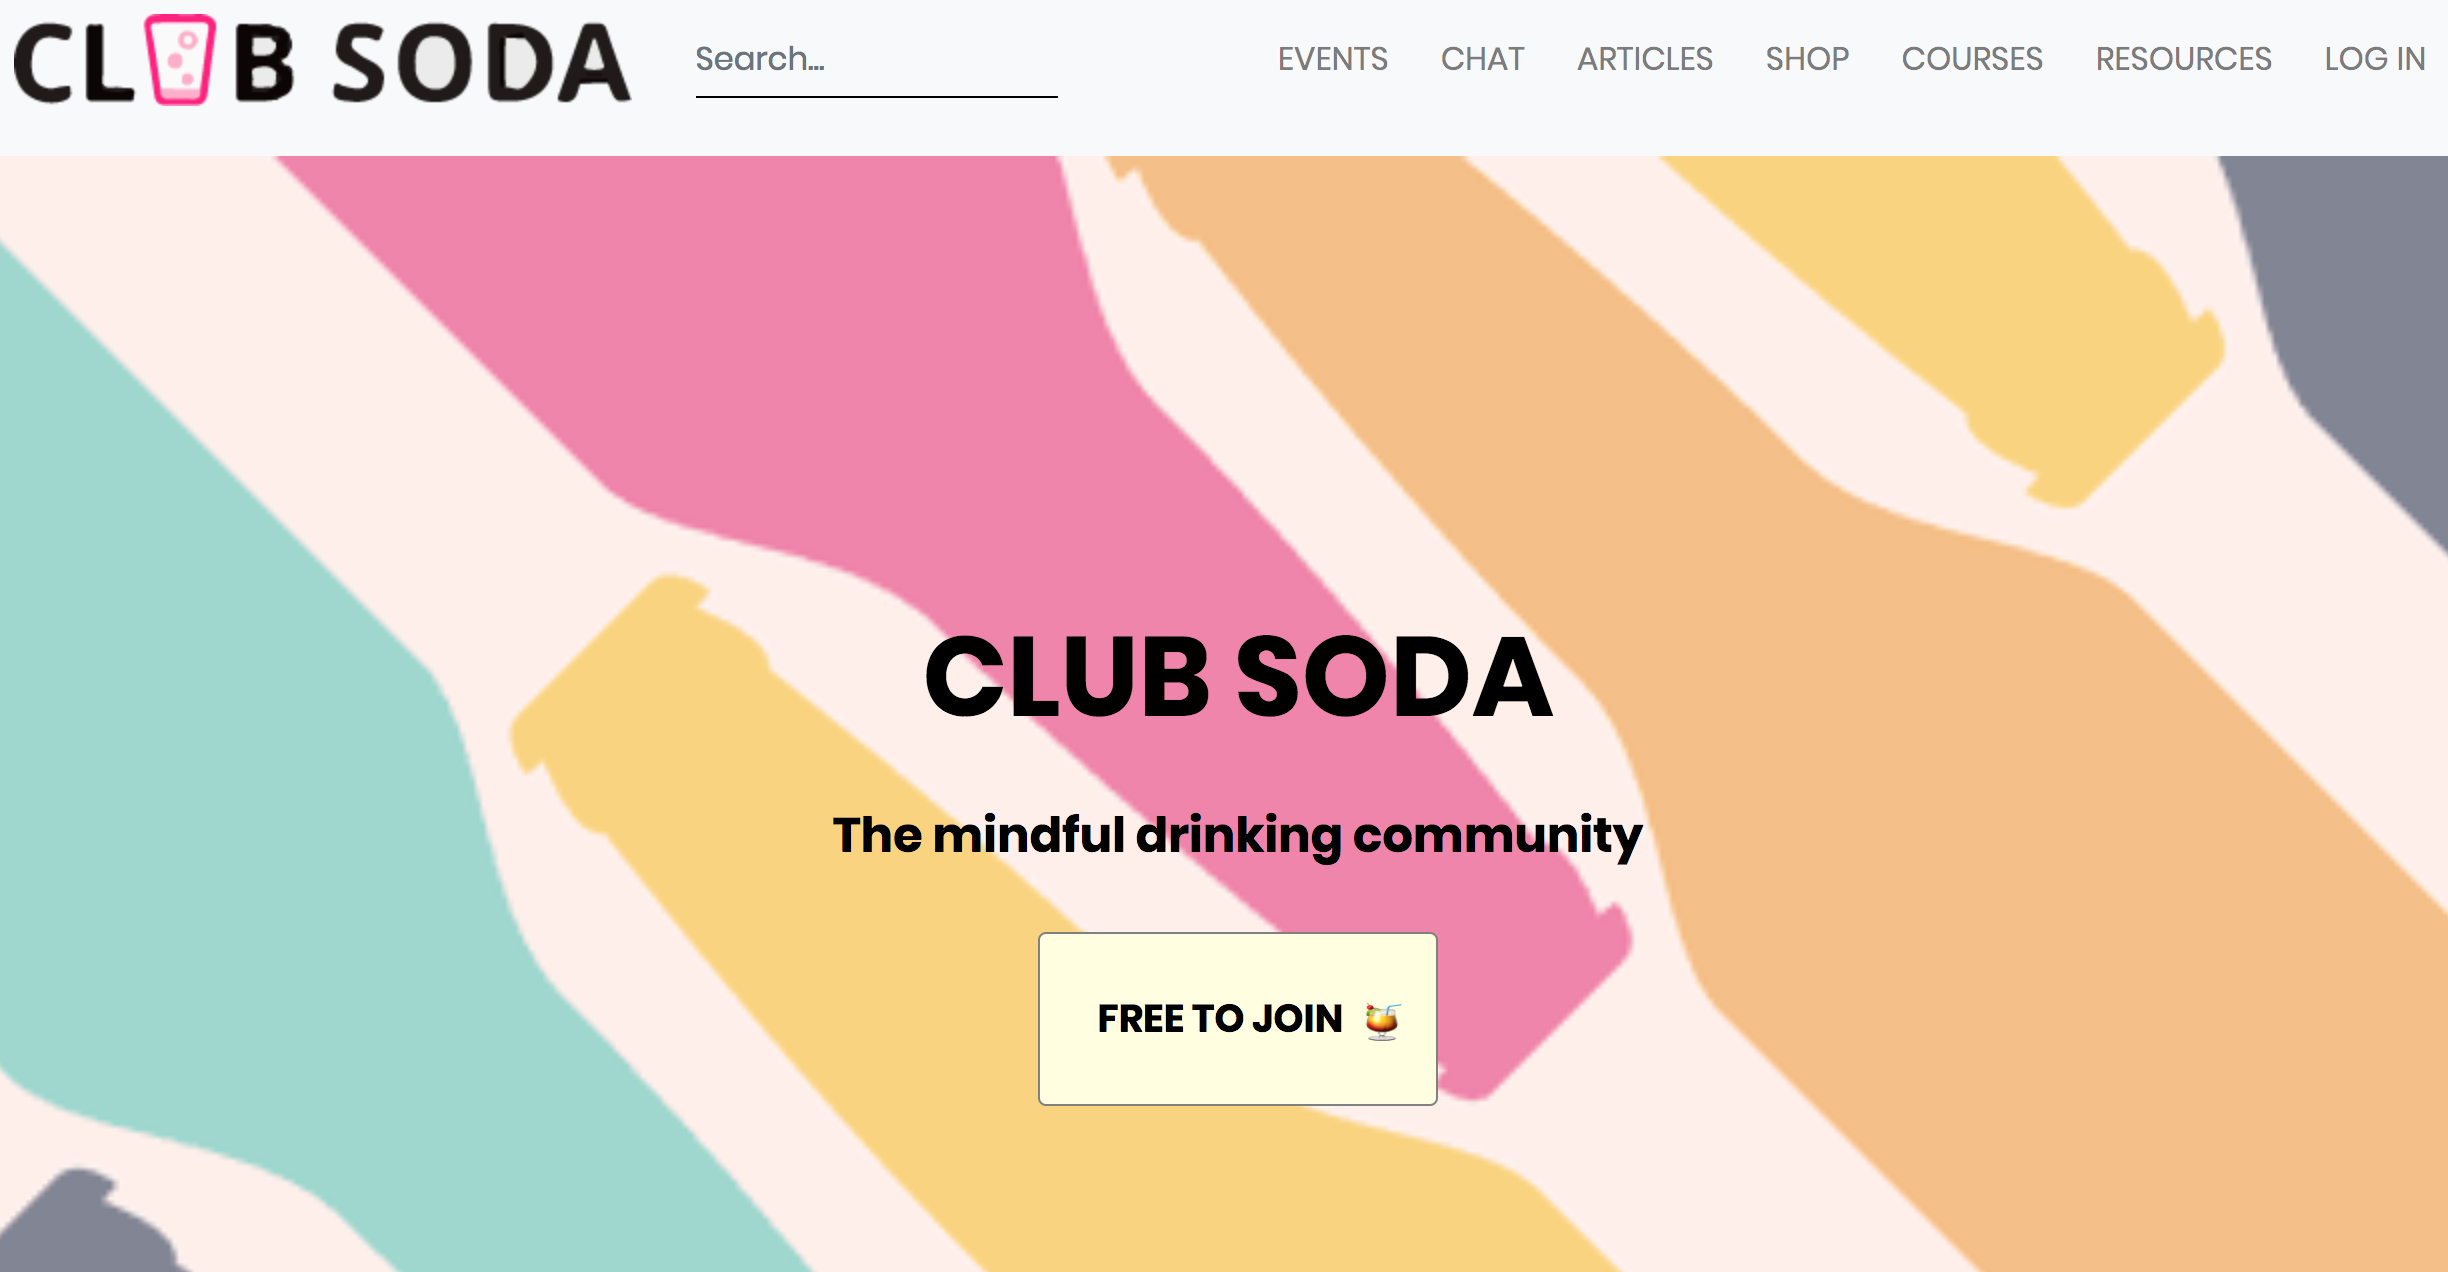 CLUB SODA
Search...
EVENTS CHAT ARTICLES SHOP COURSES RESOURCES LOG IN
CLUB SODA
The mindful drinking community
FREE TO JOIN 🍹